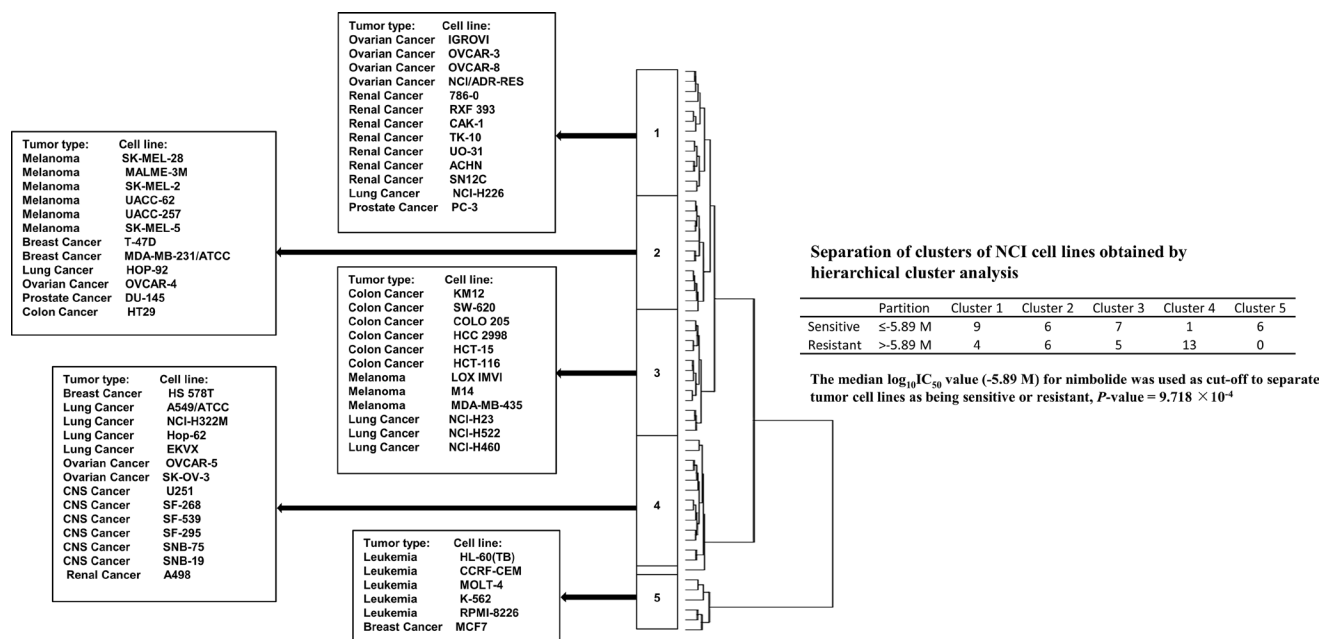 Tumor type: Cell line:
Ovarian Cancer IGROVI
Ovarian Cancer OVCAR-3
Ovarian Cancer OVCAR-8
Ovarian Cancer NCI/ADR-RES
Renal Cancer 786-0
Renal Cancer RXF 393
Renal Cancer CAK-1
Renal Cancer TK-10
Renal Cancer UO-31
Renal Cancer ACHN
Renal Cancer SN12C
Lung Cancer NCI-H226
Prostate Cancer PC-3
1
Tumor type: Cell line:
Melanoma SK-MEL-28
Melanoma MALME-3M
Melanoma SK-MEL-2
Melanoma UACC-62
Melanoma UACC-257
Melanoma SK-MEL-5
Breast Cancer T-47D
Breast Cancer MDA-MB-231/ATCC
Lung Cancer HOP-92
Ovarian Cancer OVCAR-4
Prostate Cancer DU-145
Colon Cancer HT29
2
Tumor type: Cell line:
Colon Cancer KM12
Colon Cancer SW-620
Colon Cancer COLO 205
Colon Cancer HCC 2998
Colon Cancer HCT-15
Colon Cancer HCT-116
Melanoma LOX IMVI
Melanoma M14
Melanoma MDA-MB-435
Lung Cancer NCI-H23
Lung Cancer NCI-H522
Lung Cancer NCI-H460
3
Tumor type: Cell line:
Breast Cancer HS 578T
Lung Cancer A549/ATCC
Lung Cancer NCI-H322M
Lung Cancer Hop-62
Lung Cancer EKVX
Ovarian Cancer OVCAR-5
Ovarian Cancer SK-OV-3
CNS Cancer U251
CNS Cancer SF-268
CNS Cancer SF-539
CNS Cancer SF-295
CNS Cancer SNB-75
CNS Cancer SNB-19
Renal Cancer A498
4
Tumor type: Cell line:
Leukemia HL-60(TB)
Leukemia CCRF-CEM
Leukemia MOLT-4
Leukemia K-562
Leukemia RPMI-8226
Breast Cancer MCF7
5
Separation of clusters of NCI cell lines obtained by
hierarchical cluster analysis
Partition Cluster 1 Cluster 2 Cluster 3 Cluster 4 Cluster 5
Sensitive ≤-5.89 M 9 6 7 1 6
Resistant >-5.89 M 4 6 5 13 0
The median log₁₀IC₅₀ value (-5.89 M) for nimbolide was used as cut-off to separate
tumor cell lines as being sensitive or resistant, P-value = 9.718 × 10⁻⁴